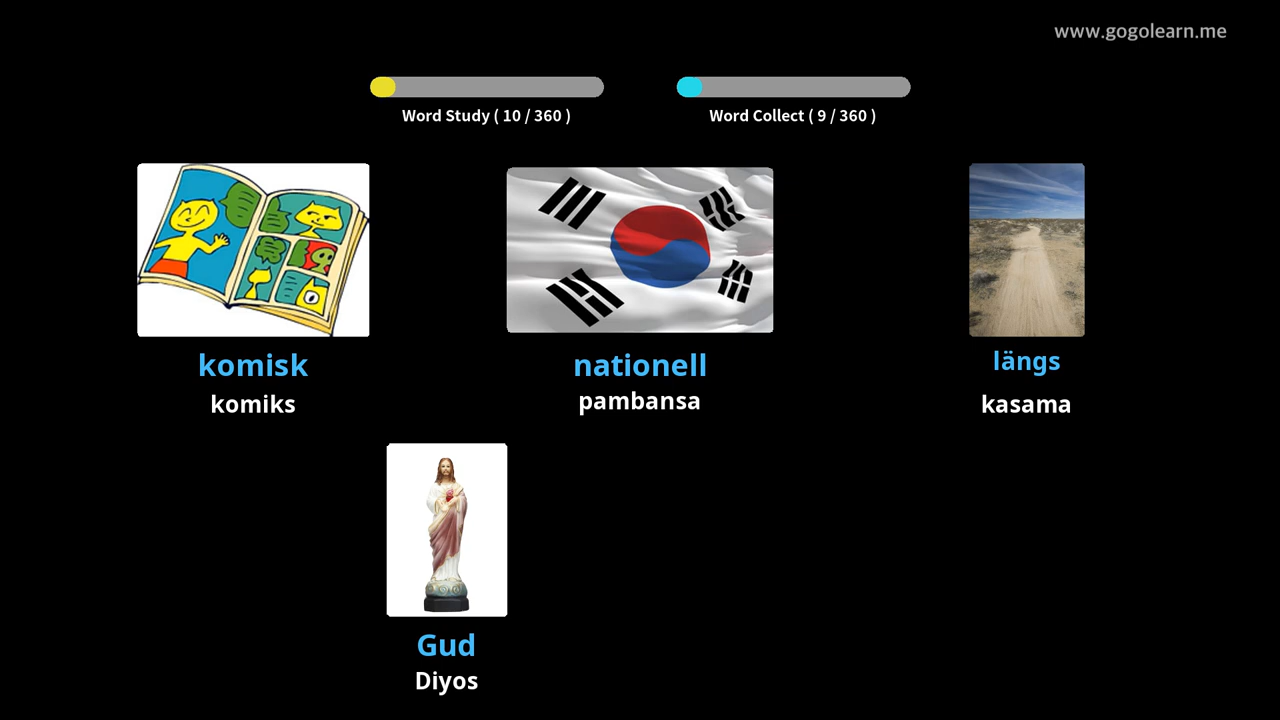 www.gogolearn.me
Word Study ( 10 / 360 )
Word Collect ( 9 / 360 )
komisk
komiks
nationell
pambansa
längs
kasama
Gud
Diyos